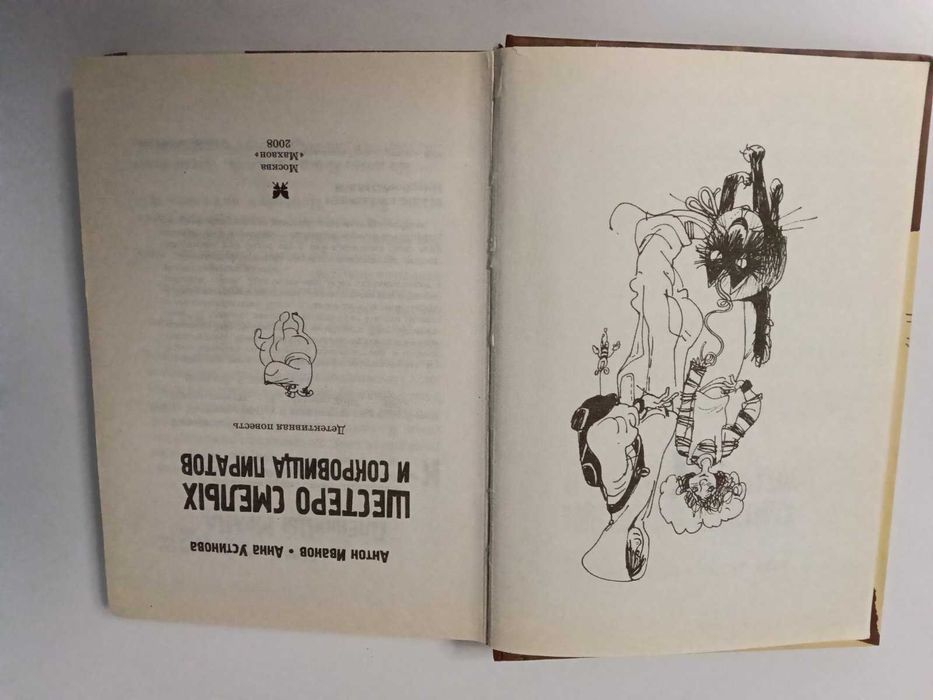 Антон Иванов • Анна Устинова
ШЕСТЕРО СМЕЛЫХ
И СОКРОВИЩА ПИРАТОВ
Детективная повесть
Москва
«Махаон»
2008